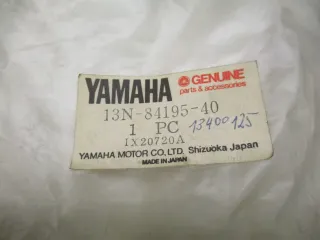 YAMAHA GENUINE
parts & accessories
13N-84195-40
1 PC 13400125
1X20720A
YAMAHA MOTOR CO., LTD. Shizuoka Japan
MADE IN JAPAN